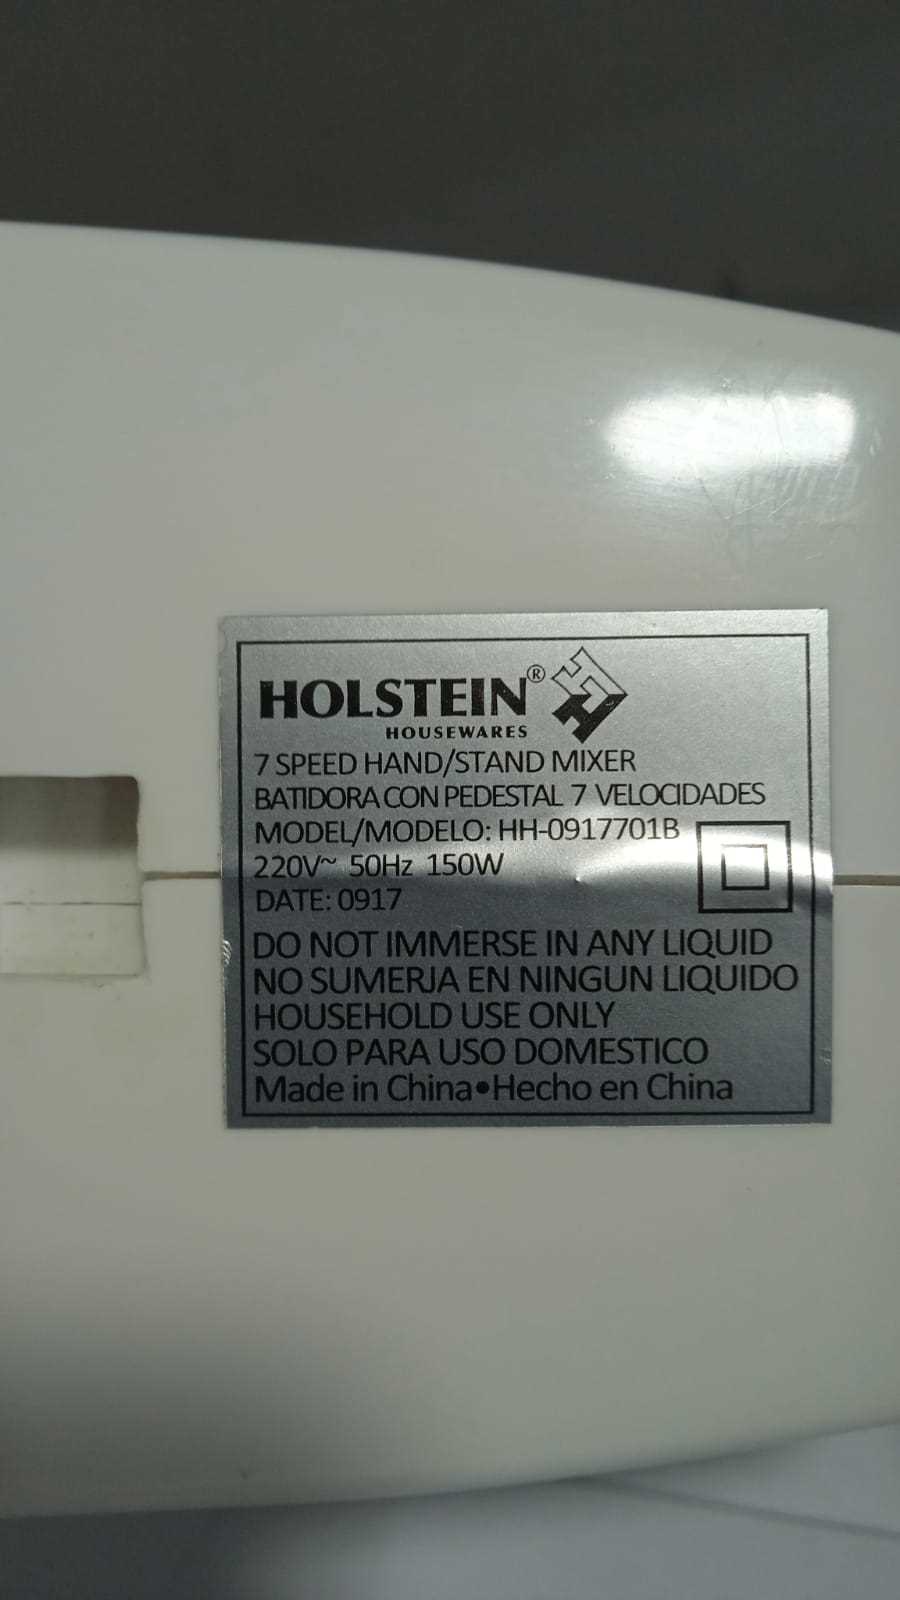 HOLSTEIN®
HOUSEWARES
7 SPEED HAND/STAND MIXER
BATIDORA CON PEDESTAL 7 VELOCIDADES
MODEL/MODELO: HH-0917701B
220V~ 50Hz 150W
DATE: 0917
DO NOT IMMERSE IN ANY LIQUID
NO SUMERJA EN NINGUN LIQUIDO
HOUSEHOLD USE ONLY
SOLO PARA USO DOMESTICO
Made in China•Hecho en China